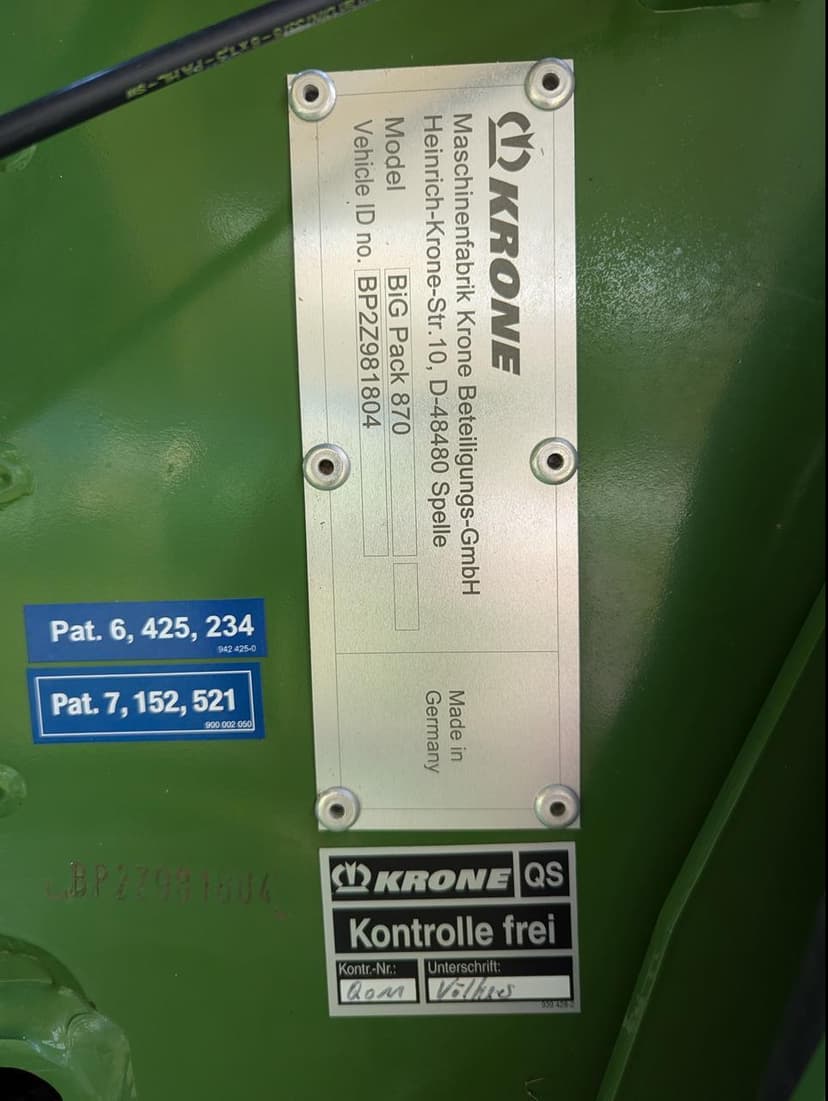 KRONE
Maschinenfabrik Krone Beteiligungs-GmbH
Heinrich-Krone-Str.10, D-48480 Spelle
Model BiG Pack 870
Vehicle ID no. BP2Z981804
Made in
Germany
Pat. 6, 425, 234
942 425-0
Pat. 7, 152, 521
900 002 050
BP2Z981804
KRONE QS
Kontrolle frei
Kontr.-Nr.: Unterschrift: